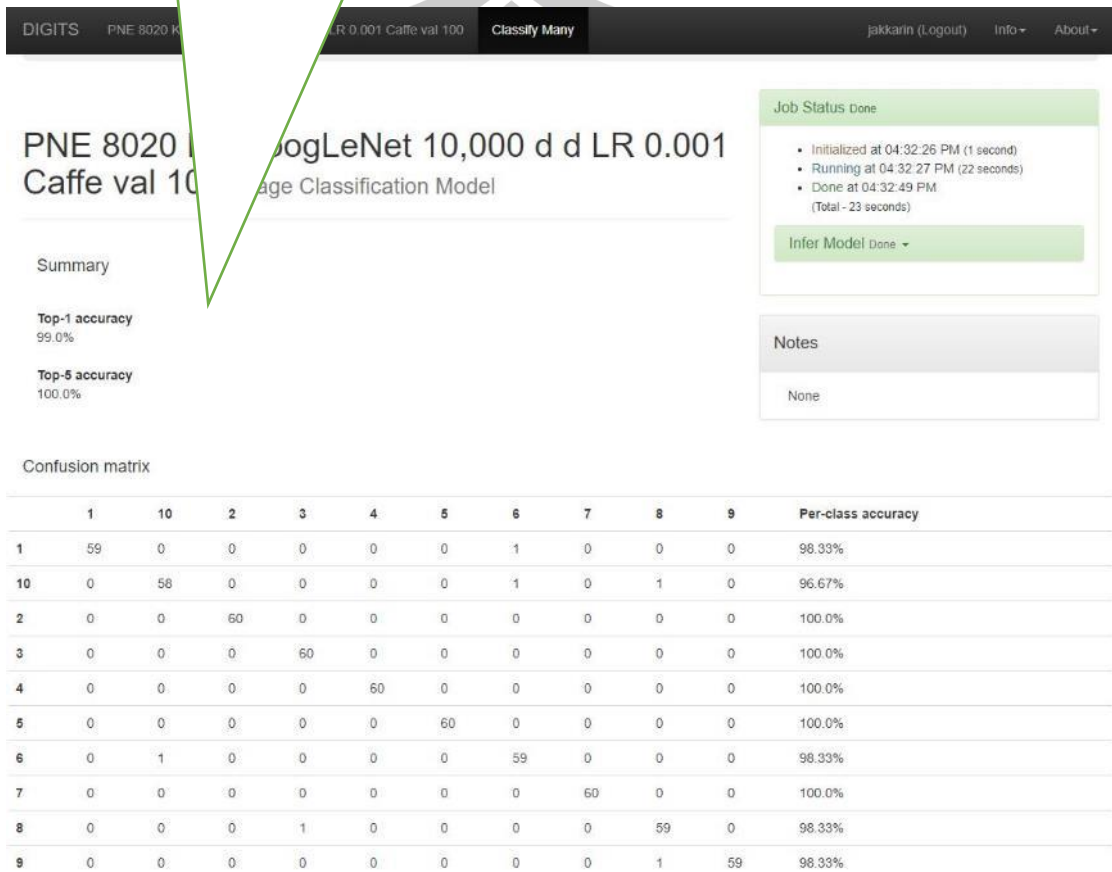 DIGITS PNE 8020 K LR 0.001 Caffe val 100 Classify Many jakkarin (Logout) Info About
PNE 8020 ogLeNet 10,000 d d LR 0.001
Caffe val 10 age Classification Model
Summary
Top-1 accuracy
99.0%
Top-5 accuracy
100.0%
Job Status Done
• Initialized at 04:32:26 PM (1 second)
• Running at 04:32:27 PM (22 seconds)
• Done at 04:32:49 PM
(Total - 23 seconds)
Infer Model Done
Notes
None
Confusion matrix
1 10 2 3 4 5 6 7 8 9 Per-class accuracy
1 59 0 0 0 0 0 1 0 0 0 98.33%
10 0 58 0 0 0 0 1 0 1 0 96.67%
2 0 0 60 0 0 0 0 0 0 0 100.0%
3 0 0 0 60 0 0 0 0 0 0 100.0%
4 0 0 0 0 60 0 0 0 0 0 100.0%
5 0 0 0 0 0 60 0 0 0 0 100.0%
6 0 1 0 0 0 0 59 0 0 0 98.33%
7 0 0 0 0 0 0 0 60 0 0 100.0%
8 0 0 0 1 0 0 0 0 59 0 98.33%
9 0 0 0 0 0 0 0 0 1 59 98.33%